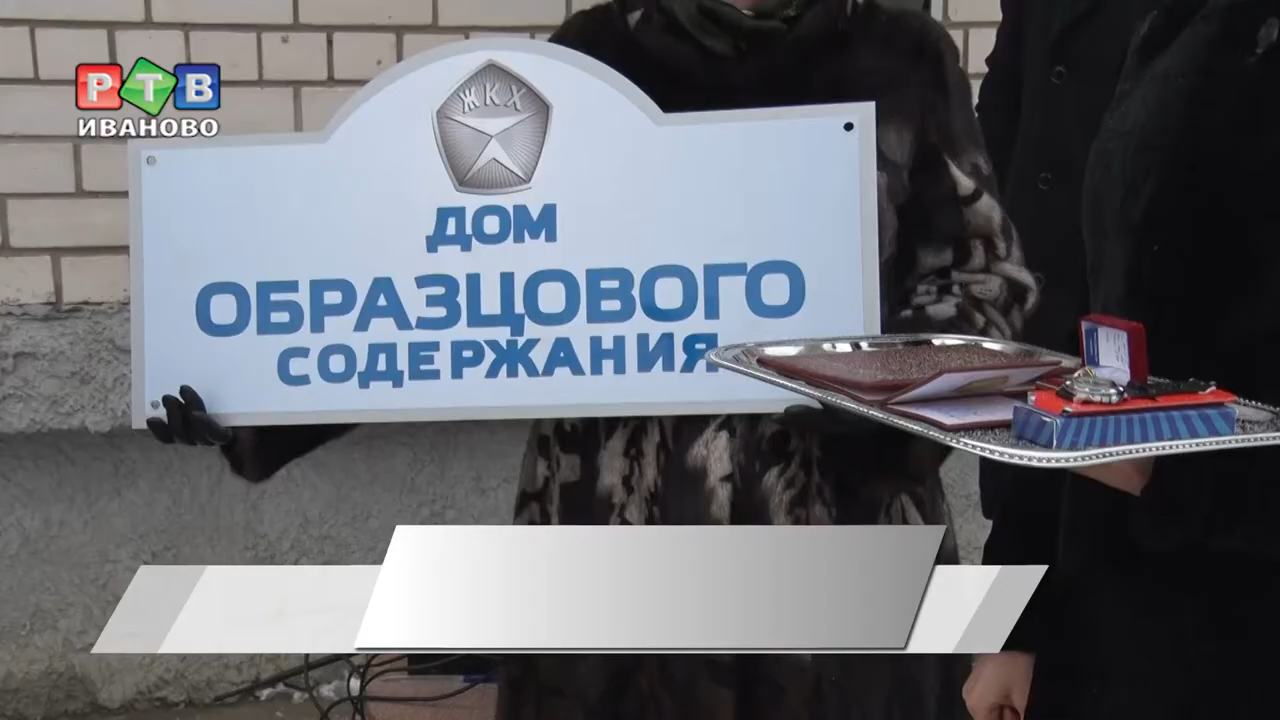 РТВ
ИВАНОВО
ЖКХ
ДОМ
ОБРАЗЦОВОГО
СОДЕРЖАНИЯ